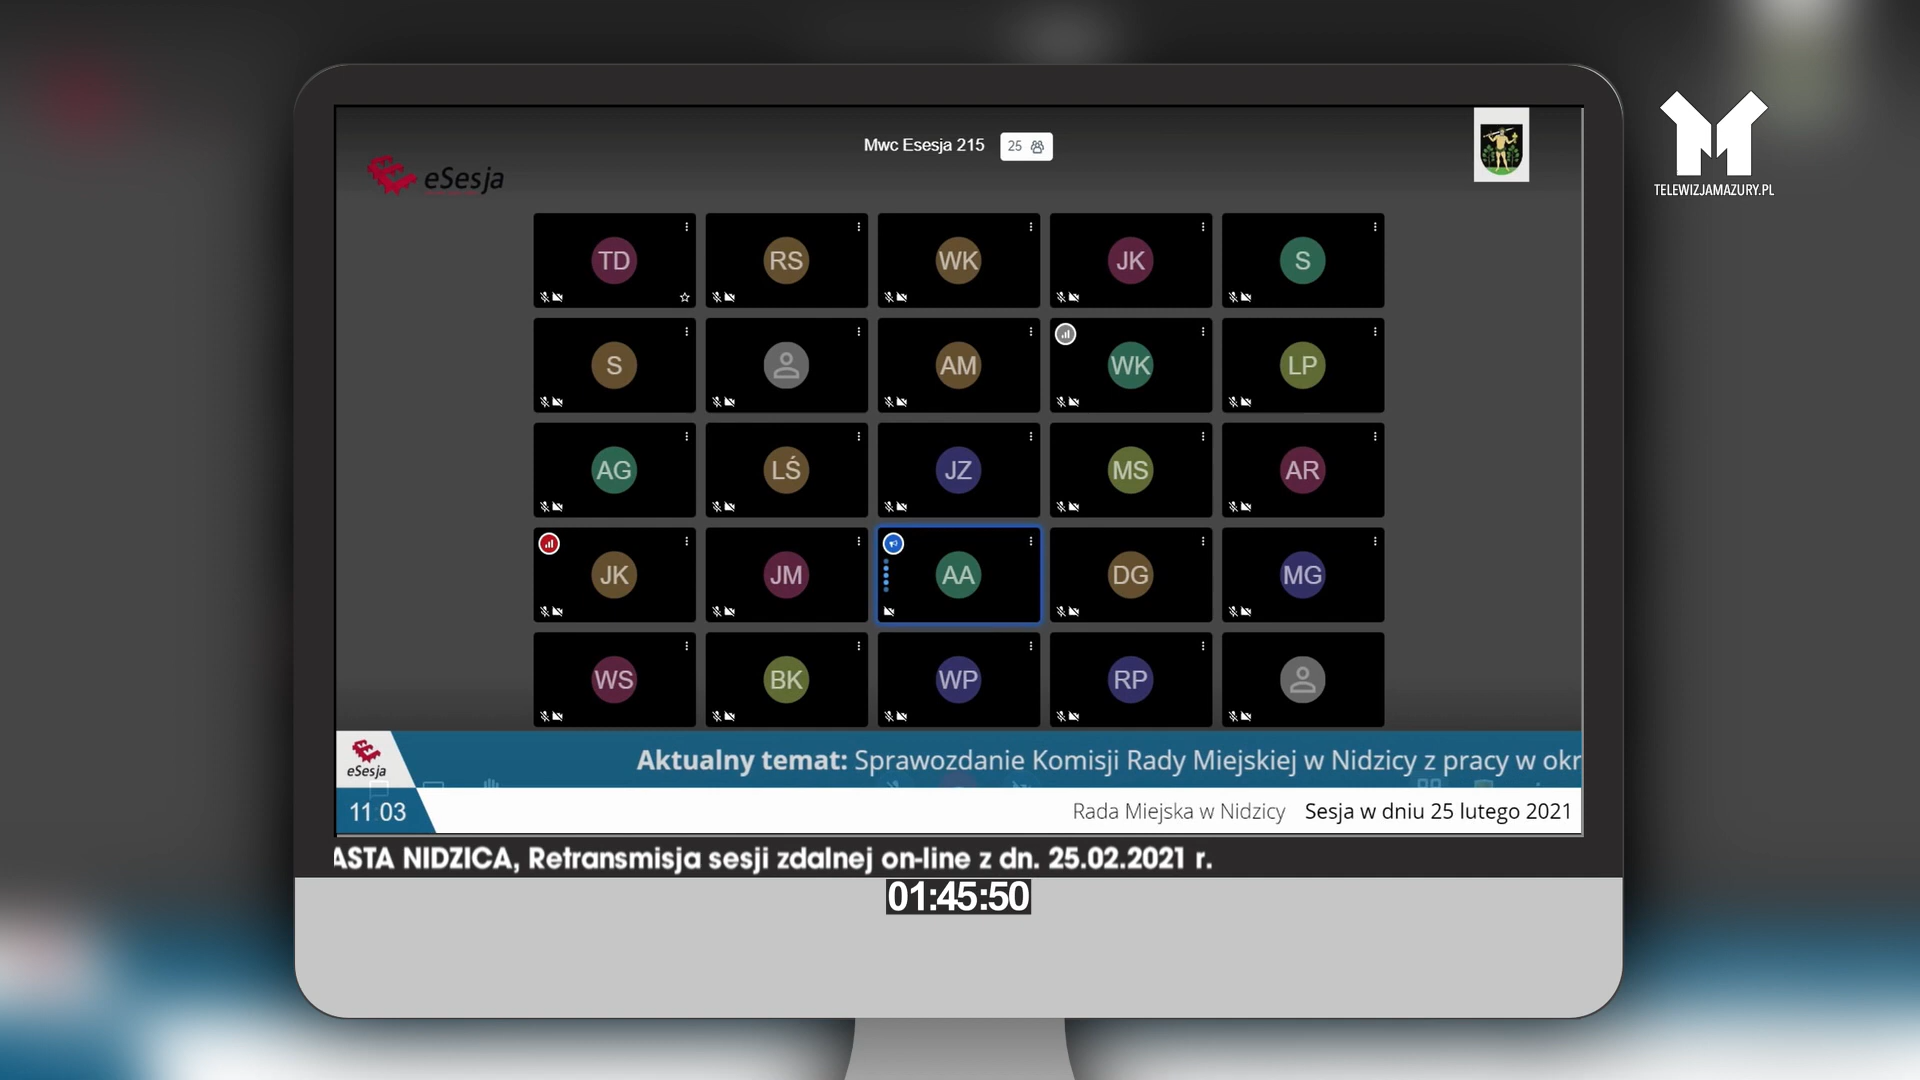 Mwc Esesja 215 25
eSesja
TELEWIZJAMAZURY.PL
TD RS WK JK S
S AM WK LP
AG LŚ JZ MS AR
JK JM AA DG MG
WS BK WP RP
eSesja
Aktualny temat: Sprawozdanie Komisji Rady Miejskiej w Nidzicy z pracy w okr
11 03
Rada Miejska w Nidzicy Sesja w dniu 25 lutego 2021
ASTA NIDZICA, Retransmisja sesji zdalnej on-line z dn. 25.02.2021 r.
01:45:50